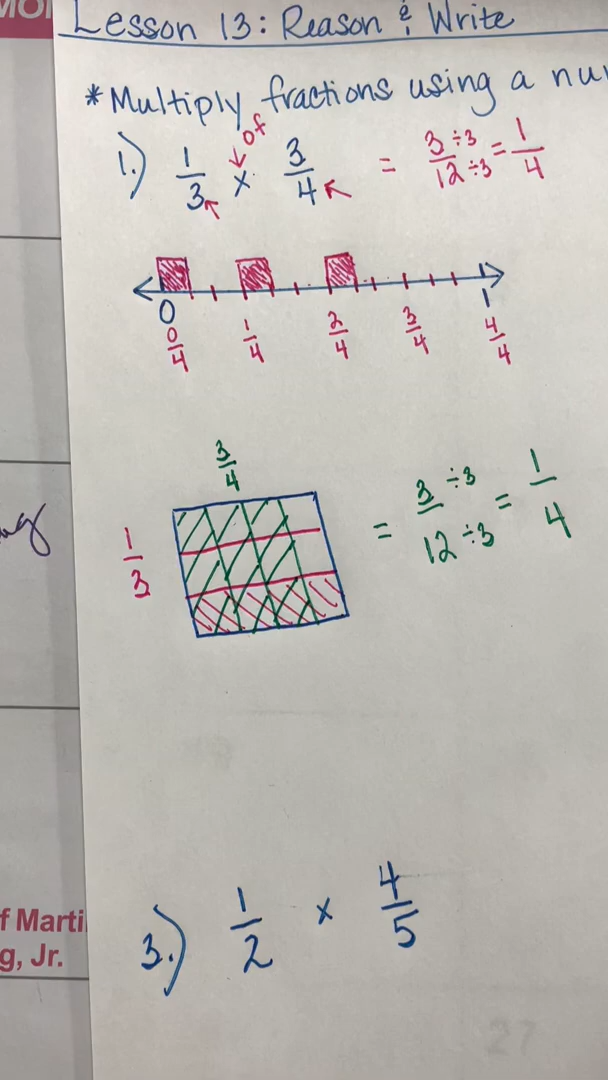 Lesson 13: Reason & Write
*Multiply fractions using a
of
1.) 1/3 x 3/4 = 3÷3/12÷3 = 1/4
0 1
0/4 1/4 2/4 3/4 4/4
3/4
1/3 = 3÷3/12÷3 = 1/4
3.) 1/2 x 4/5
g, Jr.
27